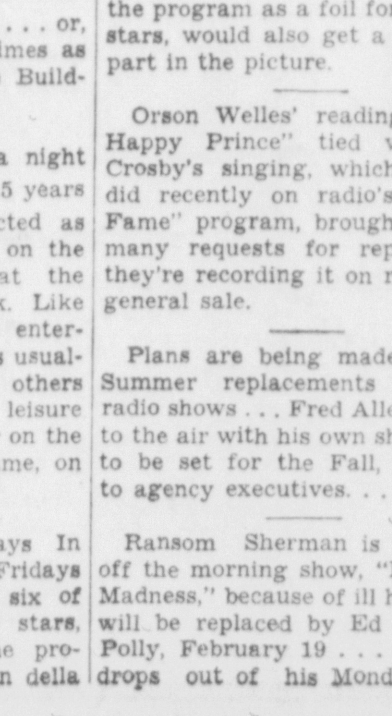 . . . or,
imes as
Build-
a night
5 years
cted as
on the
at the
k. Like
enter-
s usual-
others
leisure
on the
me, on
ays In
Fridays
six of
stars,
e pro-
n della
the program as a foil for
stars, would also get a
part in the picture.
Orson Welles' reading
Happy Prince" tied w
Crosby's singing, which
did recently on radio's
Fame" program, brough
many requests for rep
they're recording it on r
general sale.
Plans are being made
Summer replacements
radio shows . . . Fred Alle
to the air with his own sh
to be set for the Fall,
to agency executives. . .
Ransom Sherman is
off the morning show, "
Madness," because of ill h
will be replaced by Ed
Polly, February 19 . . . .
drops out of his Mond